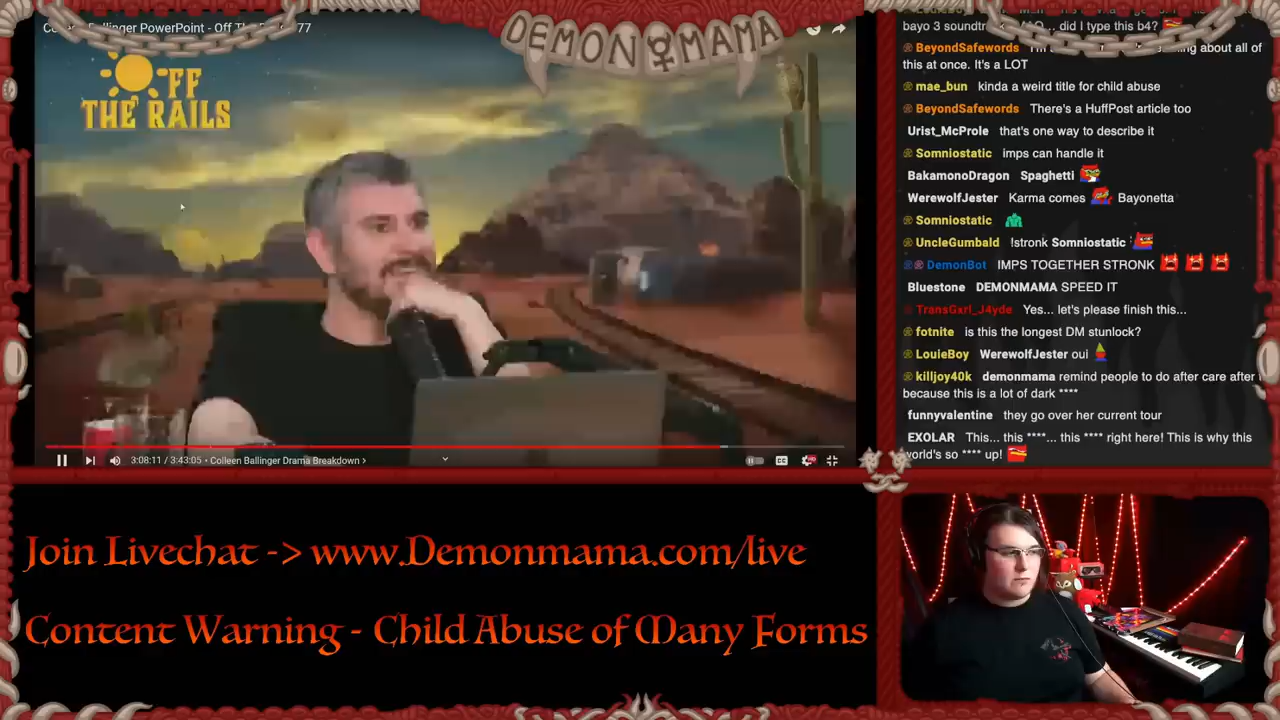 Ballinger PowerPoint - Off The
77
OFF
THE RAILS
DEMON MAMA
3:08:11 / 3:43:05 • Colleen Ballinger Drama Breakdown >
CC
bayo 3 soundtr
... did I type this b4?
BeyondSafewords
about all of
this at once. It's a LOT
mae_bun kinda a weird title for child abuse
BeyondSafewords There's a HuffPost article too
Urist_McProle that's one way to describe it
Somniostatic imps can handle it
BakamonoDragon Spaghetti
WerewolfJester Karma comes Bayonetta
Somniostatic
UncleGumbald !stronk Somniostatic
DemonBot IMPS TOGETHER STRONK
Bluestone DEMONMAMA SPEED IT
TransGarl_J4yde Yes... let's please finish this...
fotnite is this the longest DM stunlock?
LouieBoy WerewolfJester oui
killjoy40k demonmama remind people to do after care after
because this is a lot of dark ****
funnyvalentine they go over her current tour
EXOLAR This... this ****... this **** right here! This is why this
world's so **** up!
Join Livechat -> www.Demonmama.com/live
Content Warning - Child Abuse of Many Forms